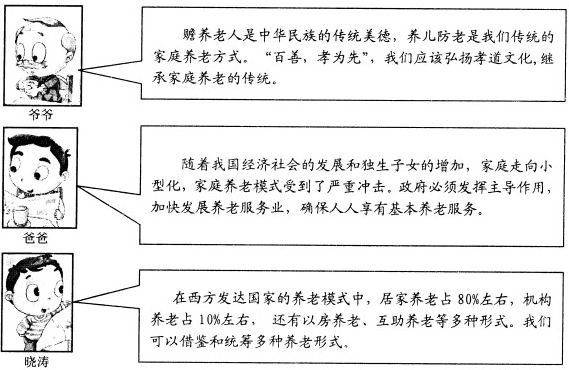 赡养老人是中华民族的传统美德，养儿防老是我们传统的
家庭养老方式。“百善，孝为先”，我们应该弘扬孝道文化，继
承家庭养老的传统。
爷爷
随着我国经济社会的发展和独生子女的增加，家庭走向小
型化，家庭养老模式受到了严重冲击。政府必须发挥主导作用，
加快发展养老服务业，确保人人享有基本养老服务。
爸爸
在西方发达国家的养老模式中，居家养老占80%左右，机构
养老占10%左右， 还有以房养老、互助养老等多种形式。我们
可以借鉴和统筹多种养老形式。
晓涛